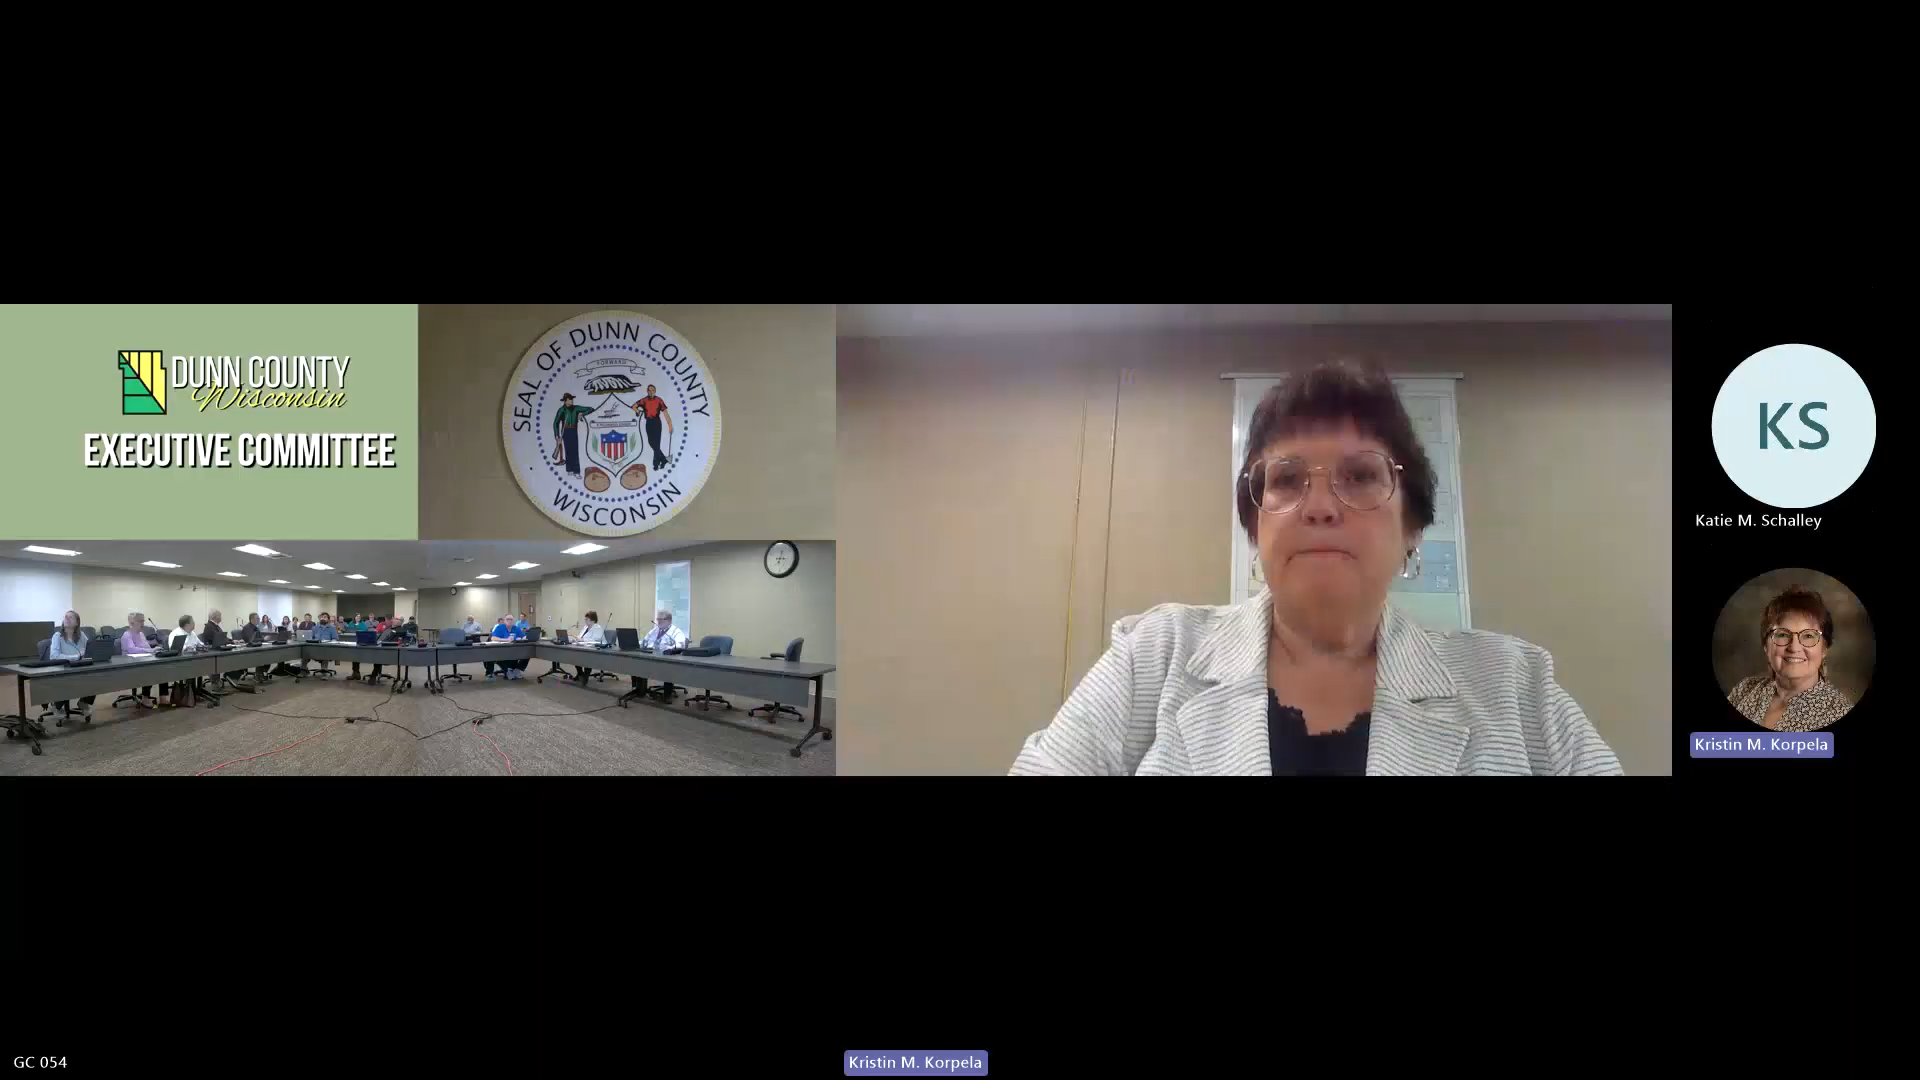 DUNN COUNTY
Wisconsin
EXECUTIVE COMMITTEE
SEAL OF DUNN COUNTY
FORWARD
WISCONSIN
KS
Katie M. Schalley
Kristin M. Korpela
GC 054
Kristin M. Korpela